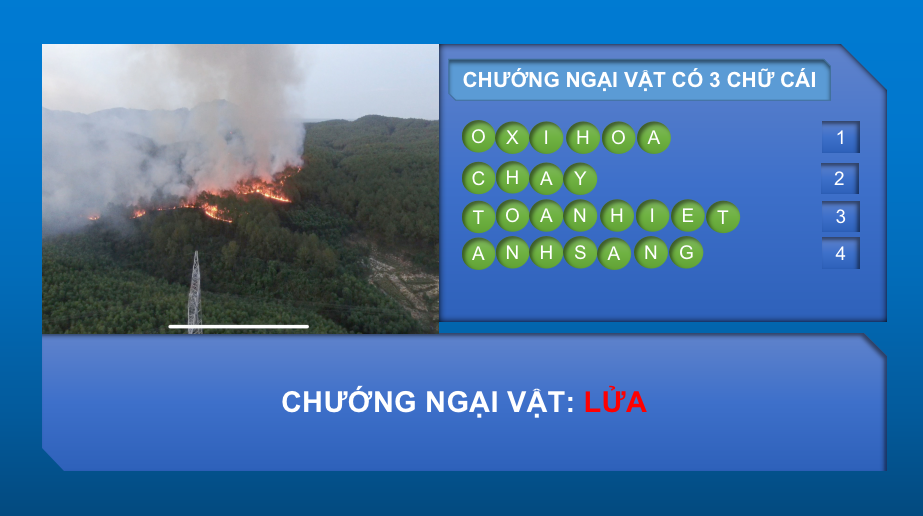 CHƯỚNG NGẠI VẬT CÓ 3 CHỮ CÁI
OXIHOA 1
CHAY 2
TOANHIET 3
ANHSANG 4
CHƯỚNG NGẠI VẬT: LỬA